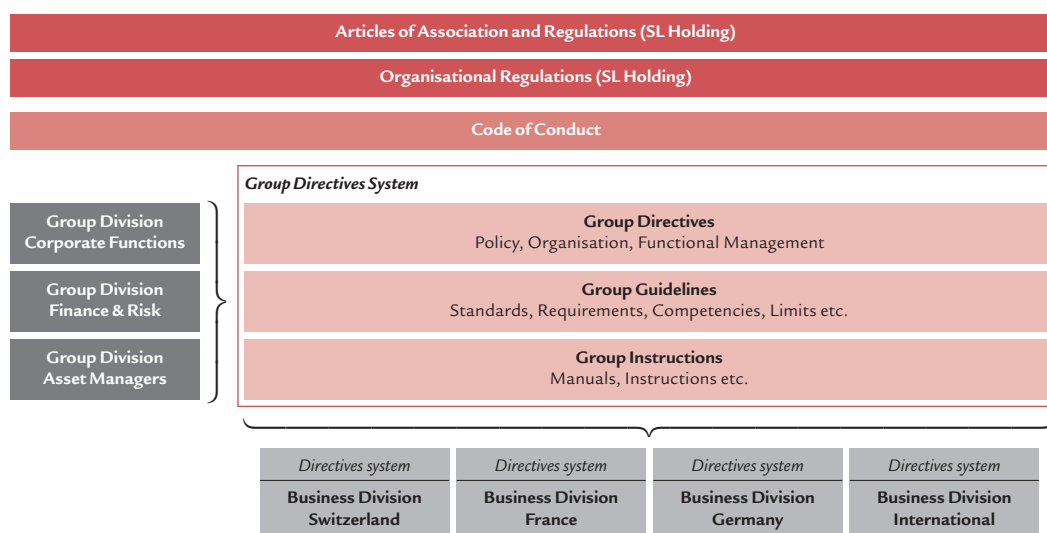 Articles of Association and Regulations (SL Holding)
Organisational Regulations (SL Holding)
Code of Conduct
Group Directives System
Group Division
Corporate Functions
Group Directives
Policy, Organisation, Functional Management
Group Division
Finance & Risk
Group Guidelines
Standards, Requirements, Competencies, Limits etc.
Group Division
Asset Managers
Group Instructions
Manuals, Instructions etc.
Directives system
Business Division
Switzerland
Directives system
Business Division
France
Directives system
Business Division
Germany
Directives system
Business Division
International